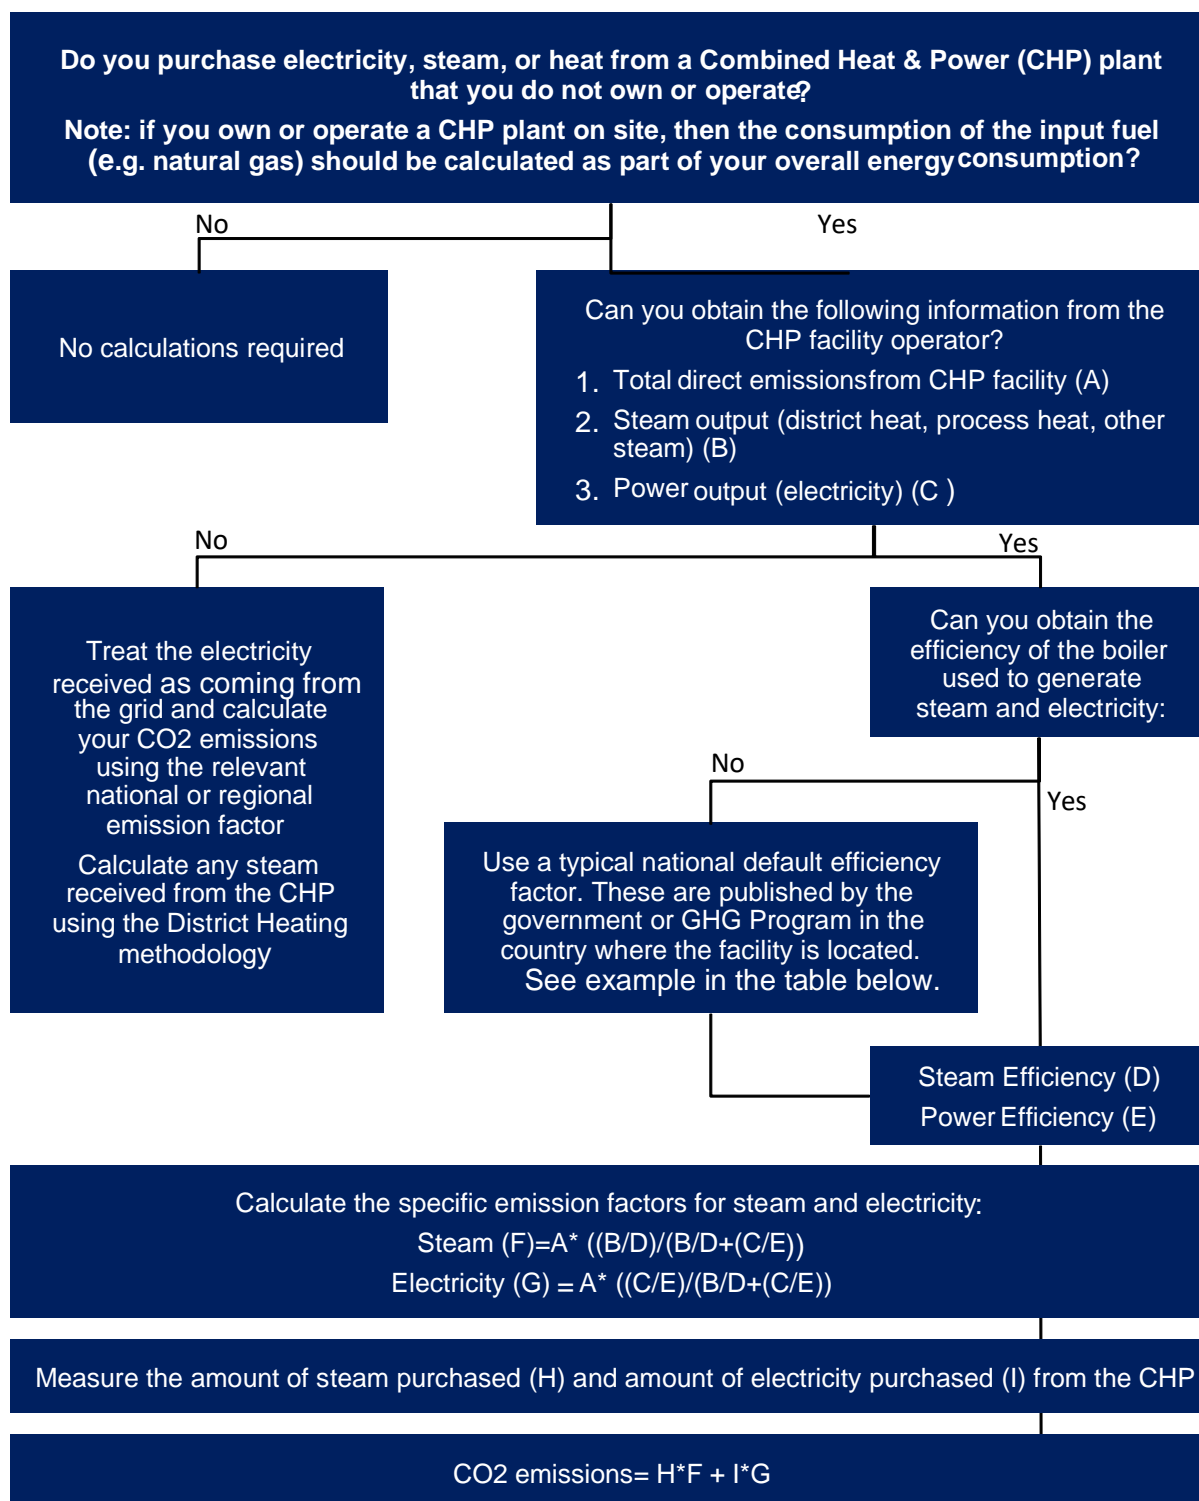 Do you purchase electricity, steam, or heat from a Combined Heat & Power (CHP) plant
that you do not own or operate?
Note: if you own or operate a CHP plant on site, then the consumption of the input fuel
(e.g. natural gas) should be calculated as part of your overall energy consumption?
No
Yes
No calculations required
Can you obtain the following information from the
CHP facility operator?
1. Total direct emissions from CHP facility (A)
2. Steam output (district heat, process heat, other
steam) (B)
3. Power output (electricity) (C )
No
Yes
Treat the electricity
received as coming from
the grid and calculate
your CO2 emissions
using the relevant
national or regional
emission factor
Calculate any steam
received from the CHP
using the District Heating
methodology
Can you obtain the
efficiency of the boiler
used to generate
steam and electricity:
No
Yes
Use a typical national default efficiency
factor. These are published by the
government or GHG Program in the
country where the facility is located.
See example in the table below.
Steam Efficiency (D)
Power Efficiency (E)
Calculate the specific emission factors for steam and electricity:
Steam (F)=A* ((B/D)/(B/D+(C/E))
Electricity (G) = A* ((C/E)/(B/D+(C/E))
Measure the amount of steam purchased (H) and amount of electricity purchased (I) from the CHP
CO2 emissions= H*F + I*G